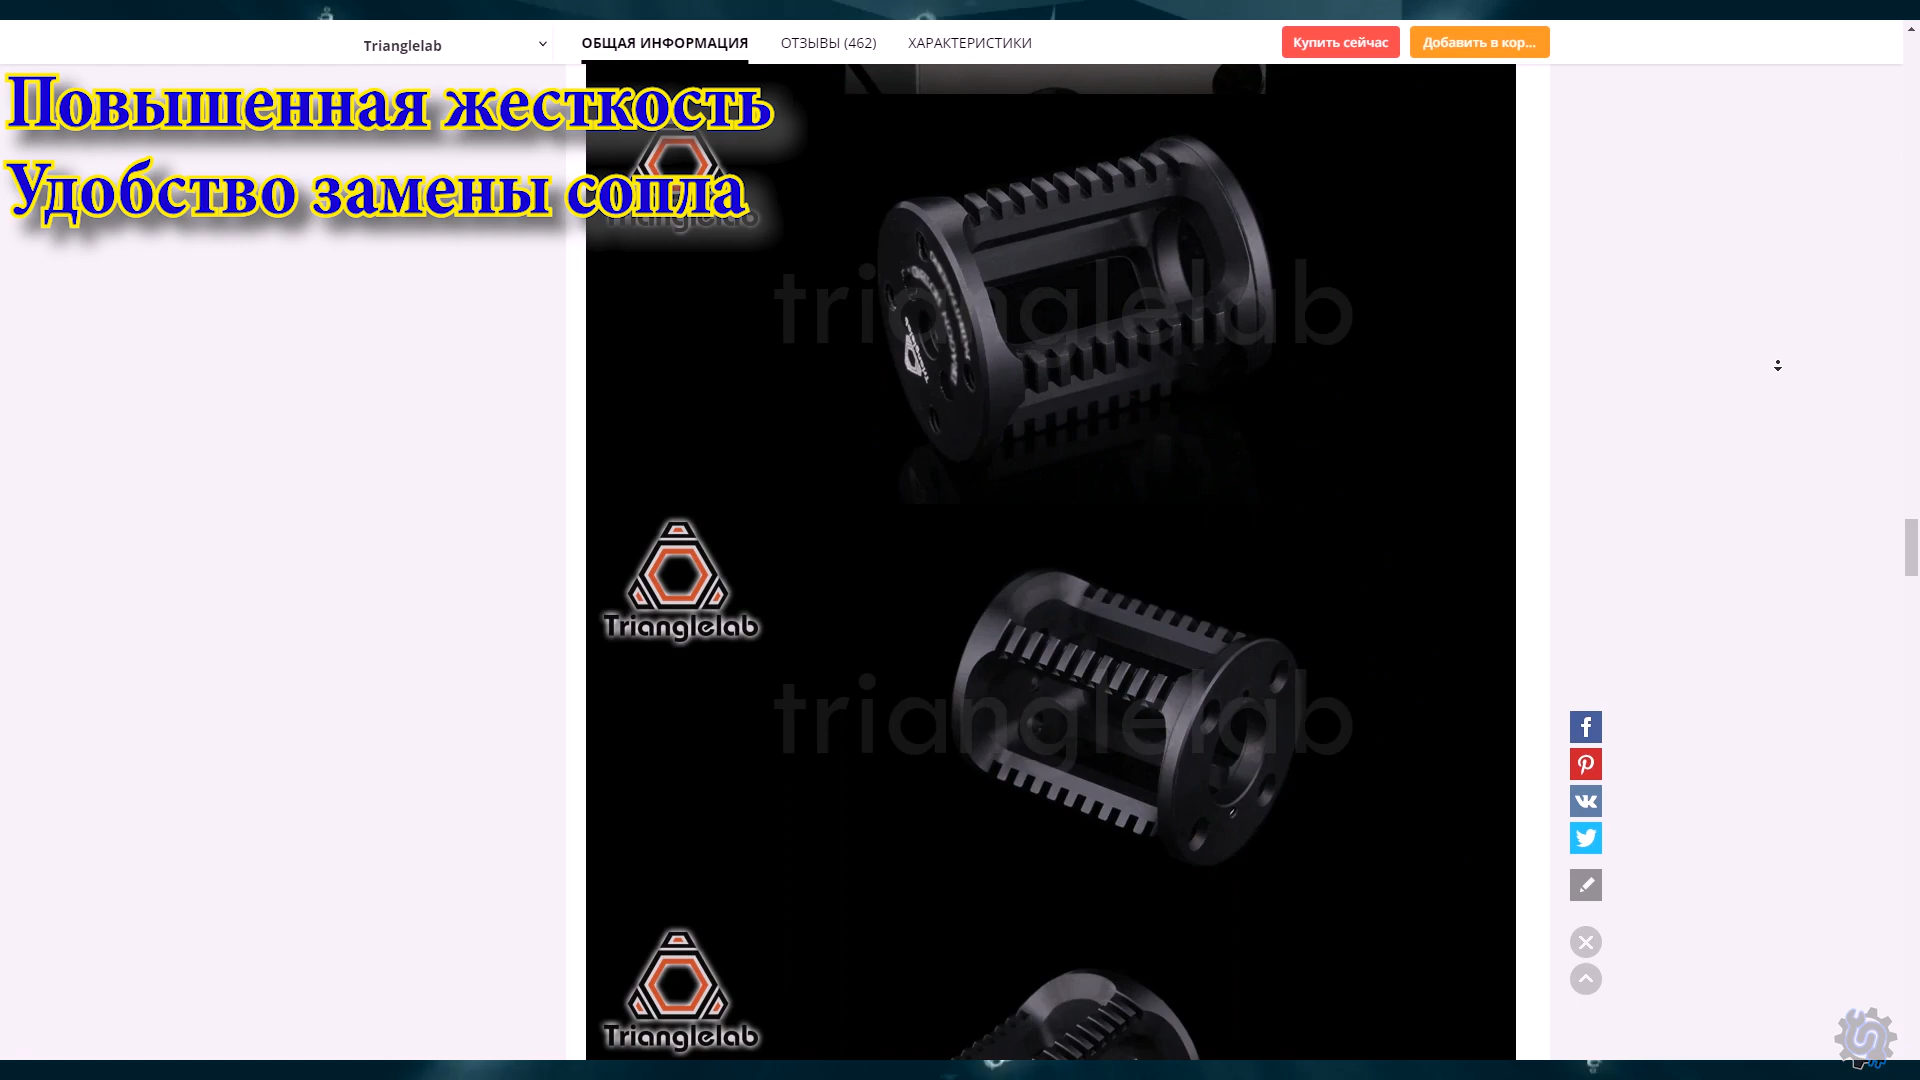 Trianglelab
ОБЩАЯ ИНФОРМАЦИЯ
ОТЗЫВЫ (462)
ХАРАКТЕРИСТИКИ
Купить сейчас
Добавить в кор...
Повышенная жесткость
Удобство замены сопла
trianglelab
Trianglelab
trianglelab
Trianglelab